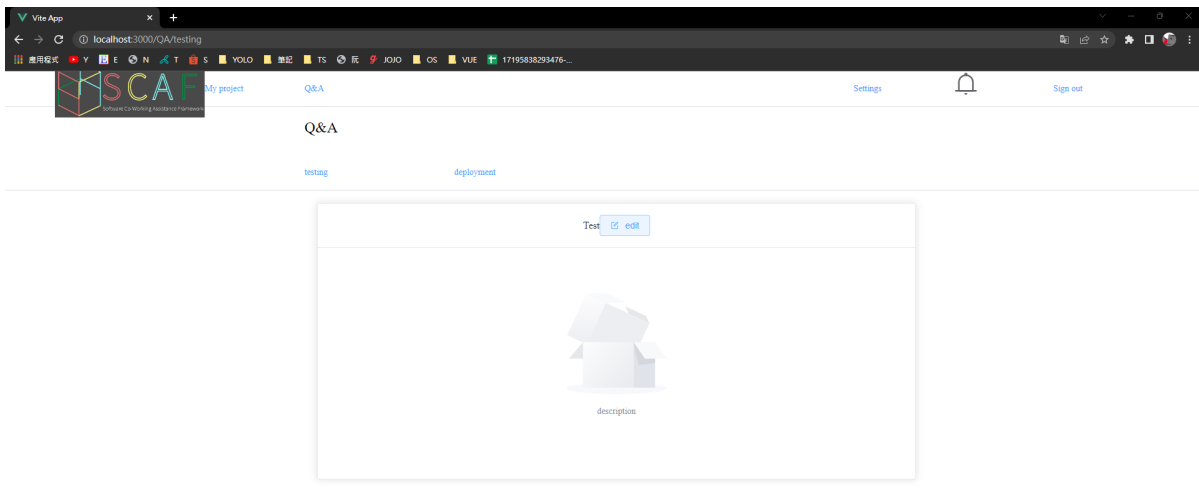 Vite App
localhost:3000/QA/testing
應用程式 Y E N T S YOLO 筆記 TS 阮 JOJO OS VUE 17195838293476-...
SCAF My project Q&A Settings Sign out
Software Co-Working Assistance Framework
Q&A
testing deployment
Test edit
description